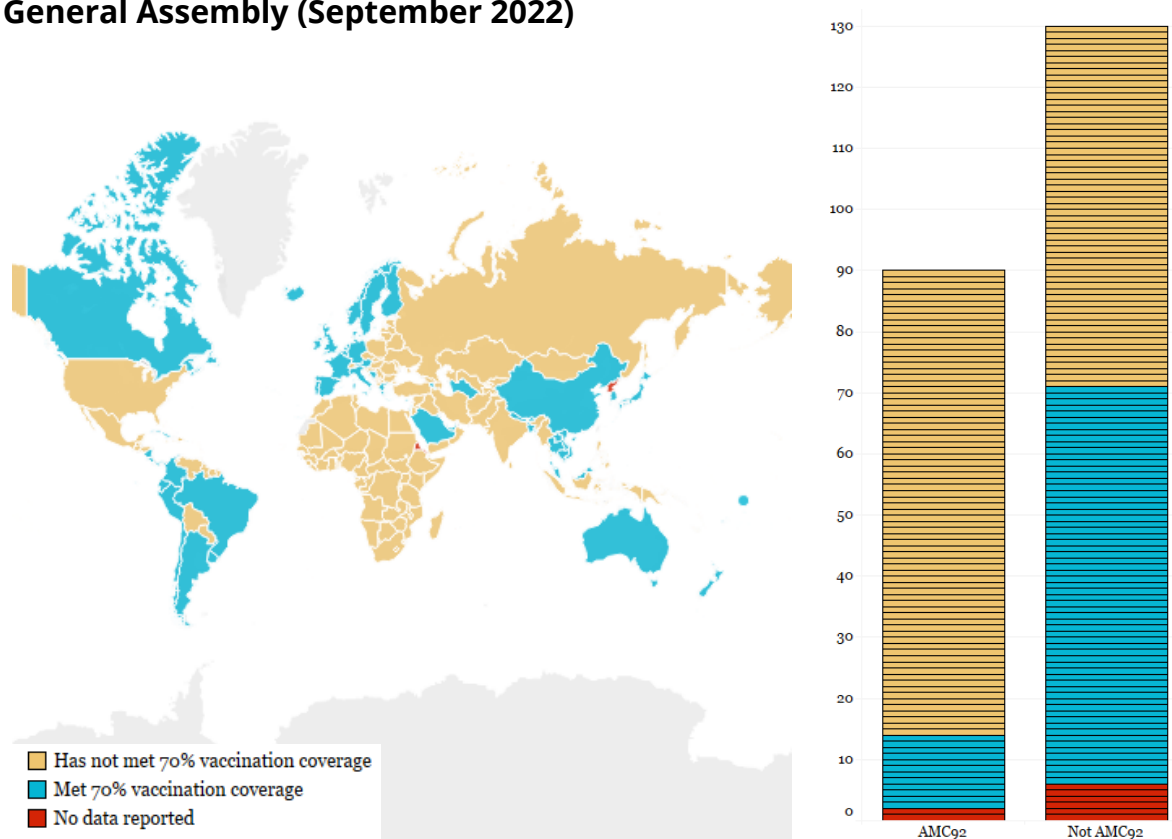 General Assembly (September 2022)
130
120
110
100
90
80
70
60
50
40
30
20
10
0
AMC92
Not AMC92
Has not met 70% vaccination coverage
Met 70% vaccination coverage
No data reported